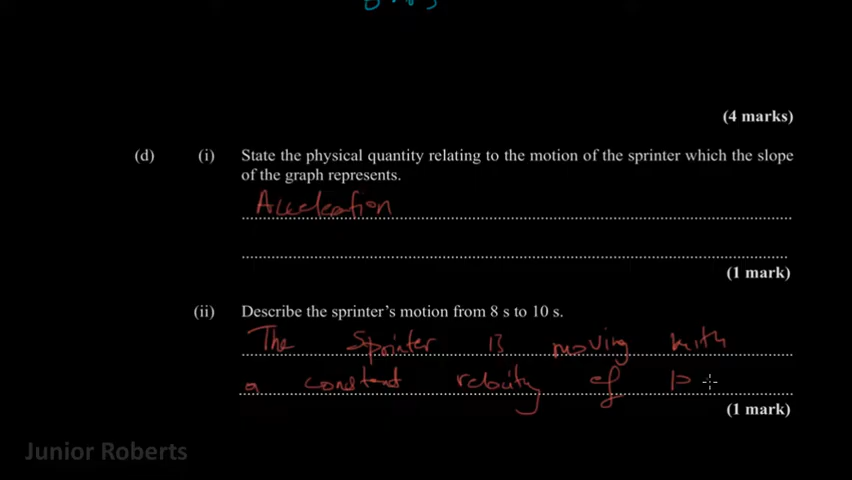 (4 marks)
(d) (i) State the physical quantity relating to the motion of the sprinter which the slope
of the graph represents.
Acceleration
(1 mark)
(ii) Describe the sprinter's motion from 8 s to 10 s.
The Sprinter is moving with
a constant velocity of
(1 mark)
Junior Roberts